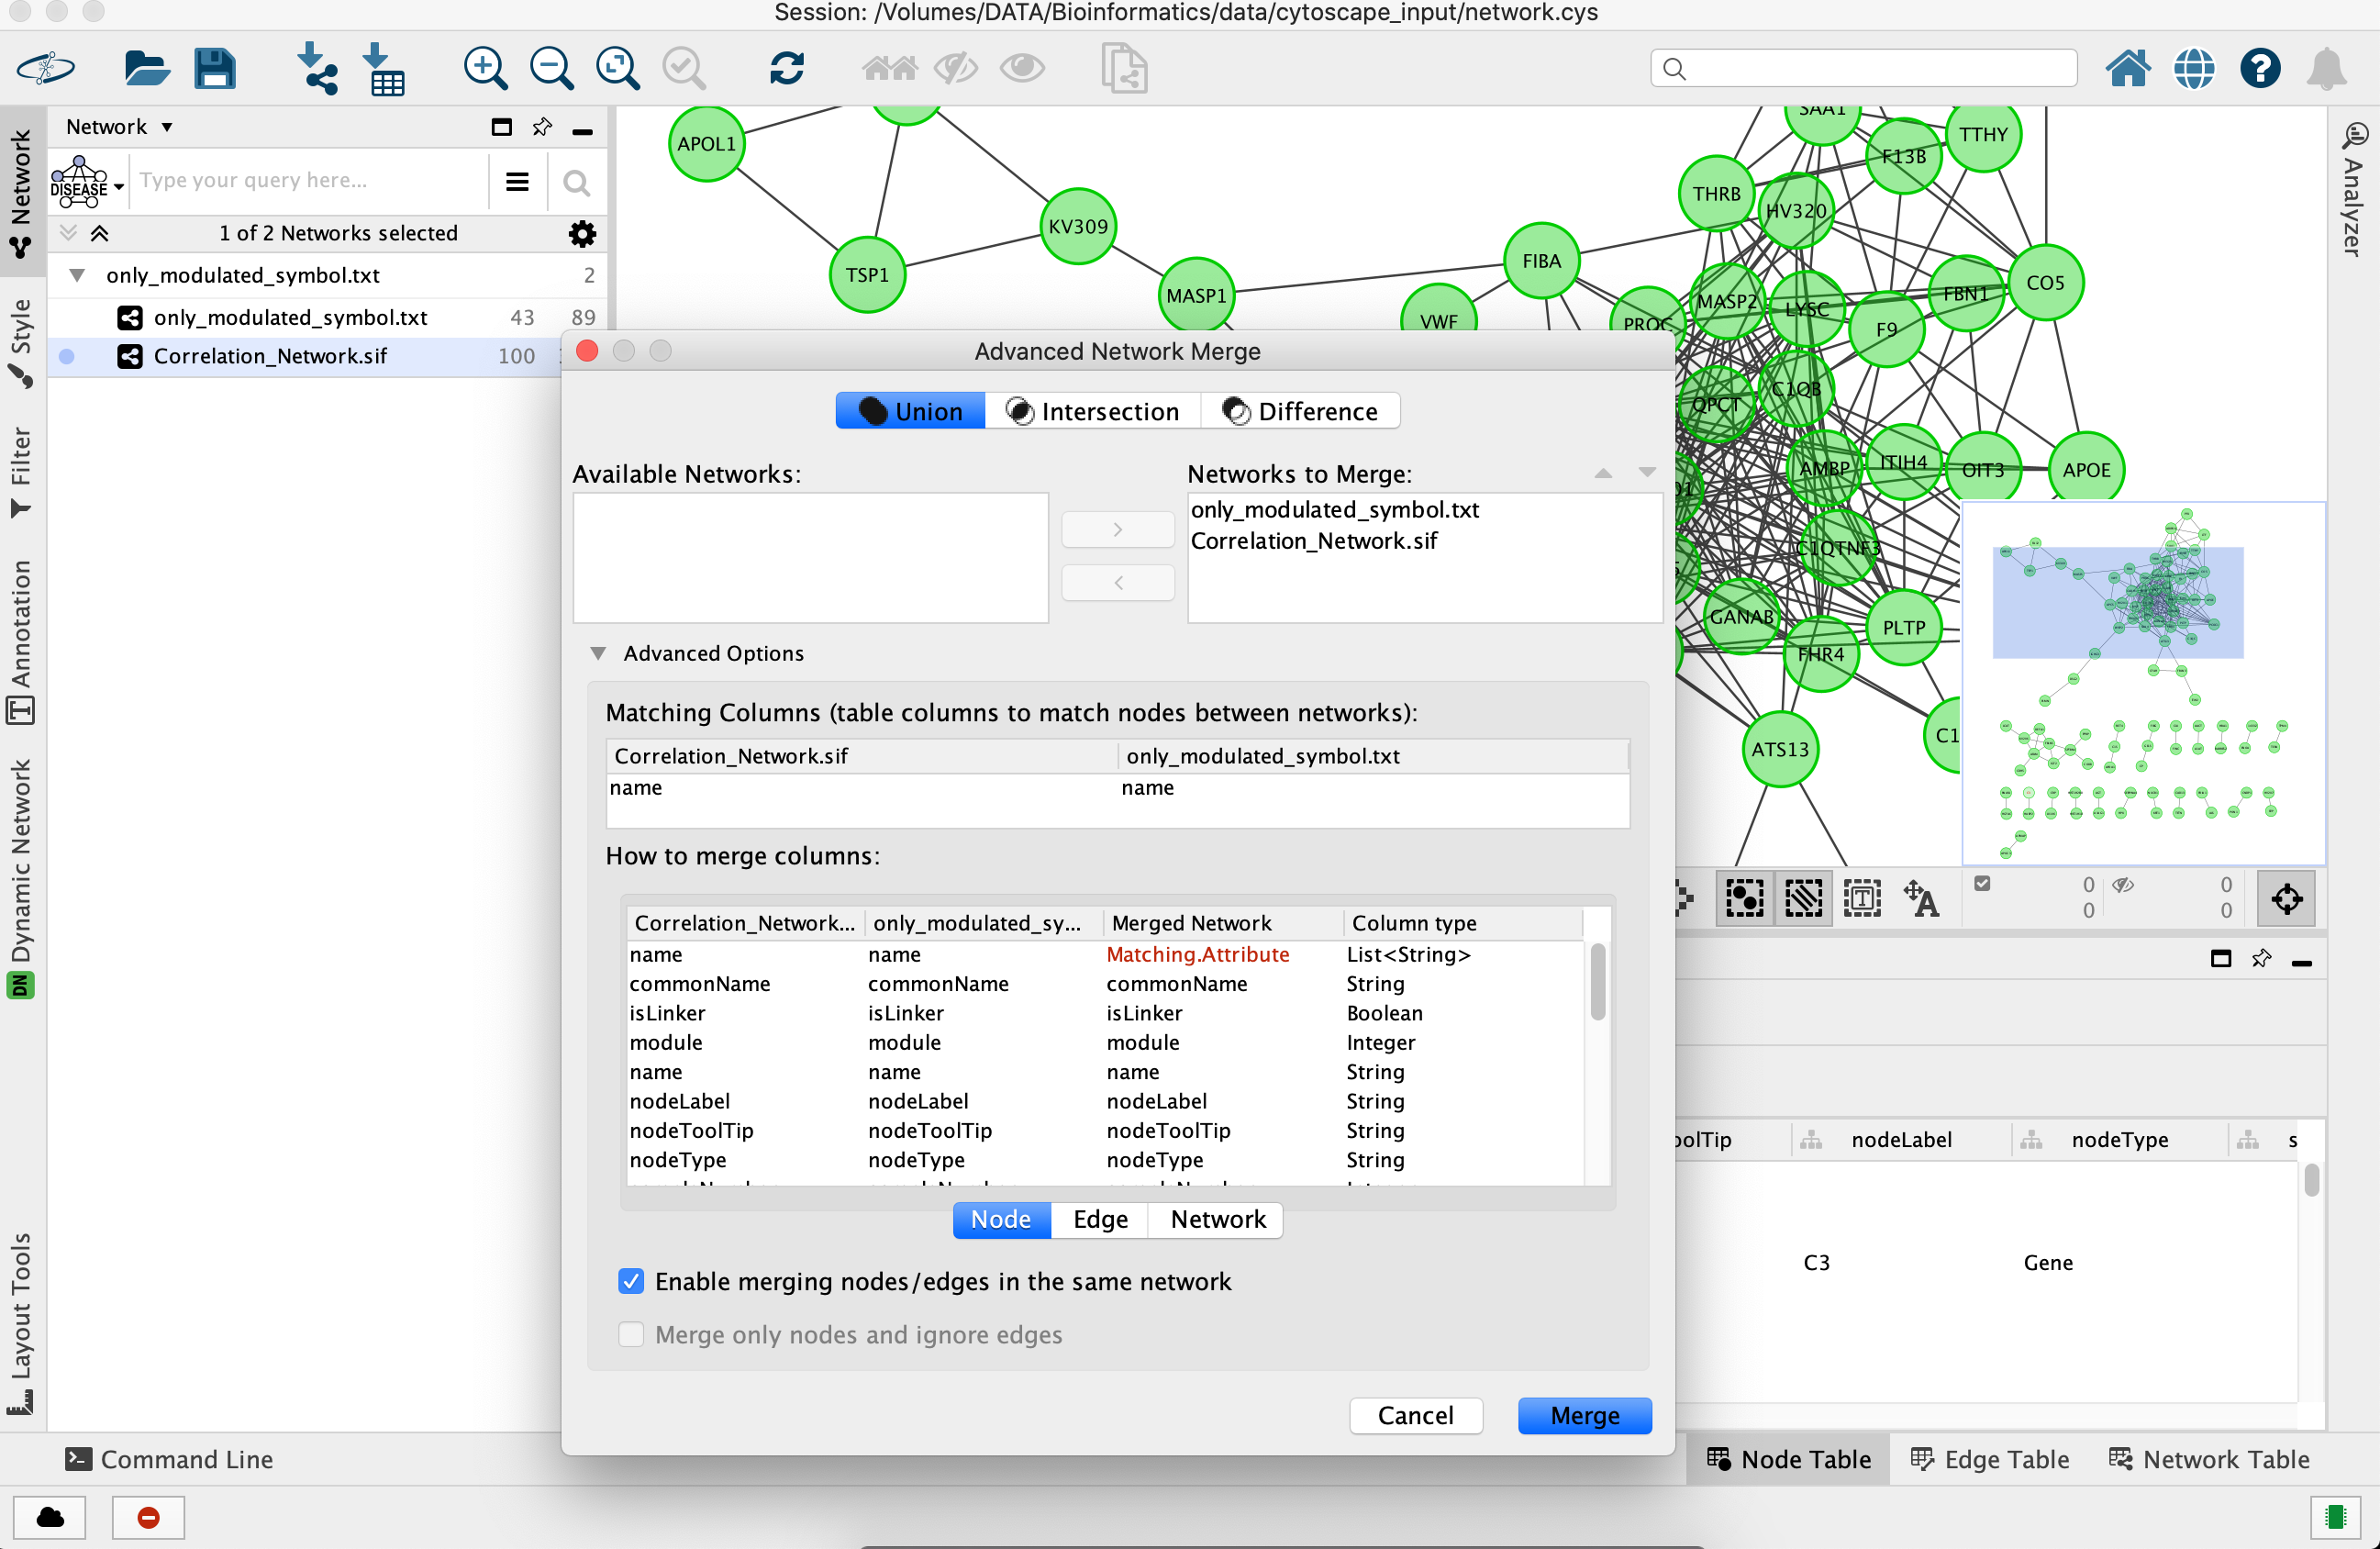 Session: /Volumes/DATA/Bioinformatics/data/cytoscape_input/network.cys
Network
Style
Filter
Annotation
Dynamic Network
DN
Layout Tools
Network
DISEASE
Type your query here...
1 of 2 Networks selected
only_modulated_symbol.txt 2
only_modulated_symbol.txt 43 89
Correlation_Network.sif 100
APOL1
TSP1
KV309
MASP1
FIBA
VWF
PROC
SAA1
TTHY
F13B
THRB
HV320
MASP2
LYSC
F9
FBN1
CO5
QPCT
C1QB
AMBP
ITIH4
OIT3
APOE
C1QTNF3
GANAB
FHR4
PLTP
ATS13
Analyzer
Advanced Network Merge
Union Intersection Difference
Available Networks:
>
<
Networks to Merge:
only_modulated_symbol.txt
Correlation_Network.sif
Advanced Options
Matching Columns (table columns to match nodes between networks):
Correlation_Network.sif only_modulated_symbol.txt
name name
How to merge columns:
Correlation_Network... only_modulated_sy... Merged Network Column type
name name Matching.Attribute List<String>
commonName commonName commonName String
isLinker isLinker isLinker Boolean
module module module Integer
name name name String
nodeLabel nodeLabel nodeLabel String
nodeToolTip nodeToolTip nodeToolTip String
nodeType nodeType nodeType String
Node Edge Network
Enable merging nodes/edges in the same network
Merge only nodes and ignore edges
Cancel Merge
0 0
0 0
oolTip nodeLabel nodeType s
C3 Gene
Command Line
Node Table Edge Table Network Table